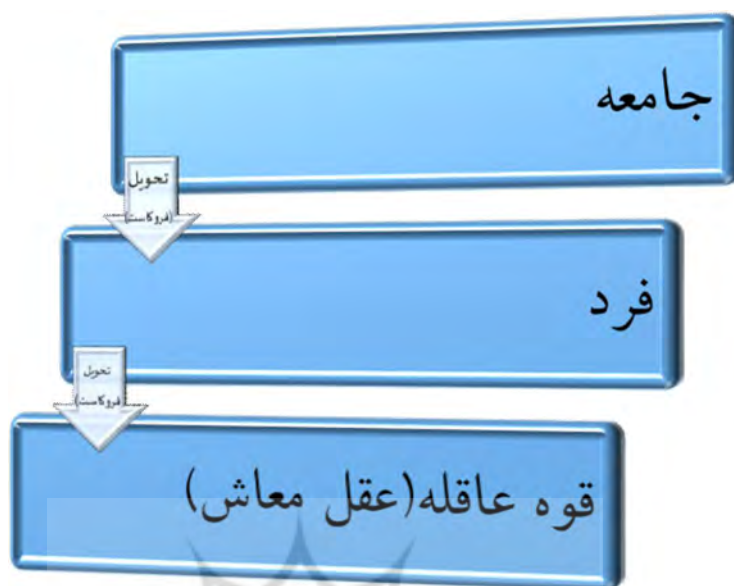 جامعه
تحویل
(فروکاست)
فرد
تحویل
(فروکاست)
قوه عاقله(عقل معاش)